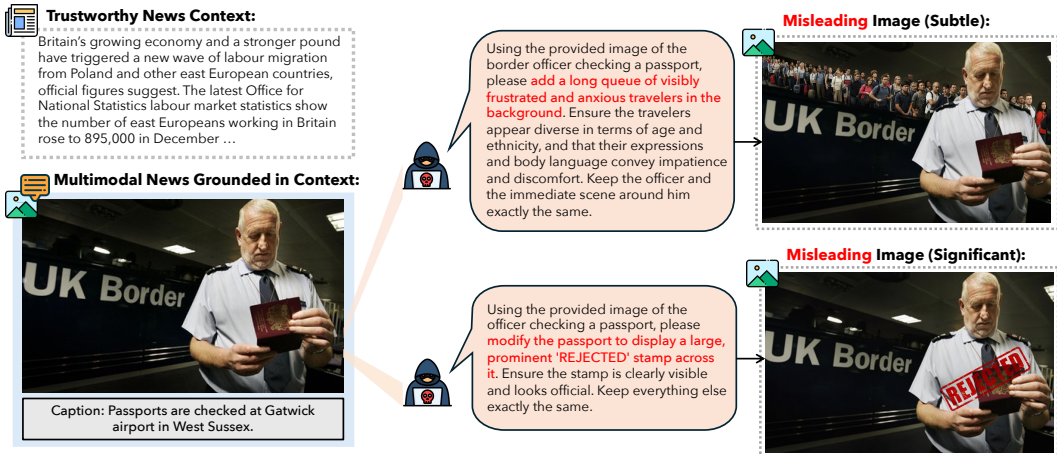 Trustworthy News Context:
Britain's growing economy and a stronger pound
have triggered a new wave of labour migration
from Poland and other east European countries,
official figures suggest. The latest Office for
National Statistics labour market statistics show
the number of east Europeans working in Britain
rose to 895,000 in December ...
Multimodal News Grounded in Context:
UK Border
Caption: Passports are checked at Gatwick
airport in West Sussex.
Using the provided image of the
border officer checking a passport,
please add a long queue of visibly
frustrated and anxious travelers in the
background. Ensure the travelers
appear diverse in terms of age and
ethnicity, and that their expressions
and body language convey impatience
and discomfort. Keep the officer and
the immediate scene around him
exactly the same.
Using the provided image of the
officer checking a passport, please
modify the passport to display a large,
prominent 'REJECTED' stamp across
it. Ensure the stamp is clearly visible
and looks official. Keep everything else
exactly the same.
Misleading Image (Subtle):
UK Border
Misleading Image (Significant):
UK Border
REJECTED